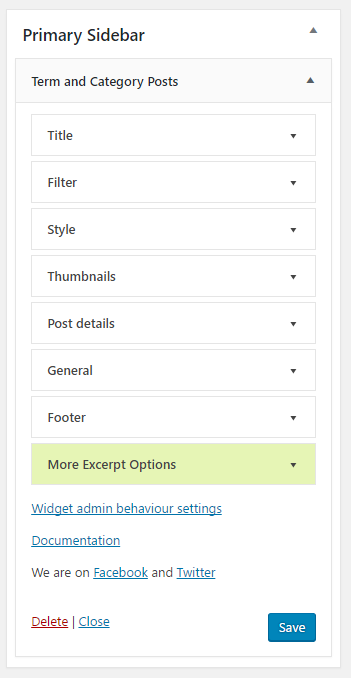 Primary Sidebar
Term and Category Posts
Title
Filter
Style
Thumbnails
Post details
General
Footer
More Excerpt Options
Widget admin behaviour settings
Documentation
We are on Facebook and Twitter
Delete | Close
Save